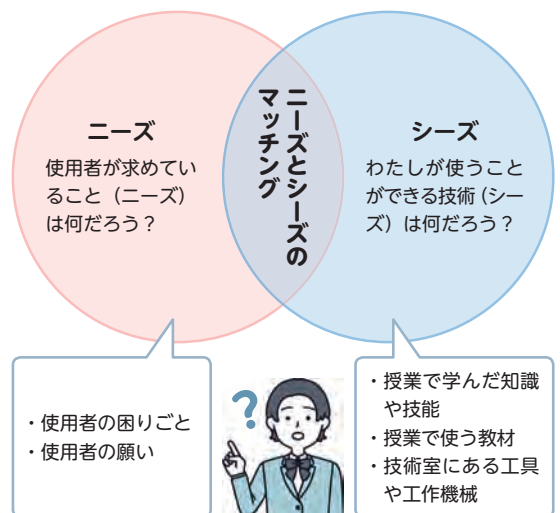 ニーズ
使用者が求めてい
ること（ニーズ）
は何だろう？
ニーズとシーズの
マッチング
シーズ
わたしが使うこと
ができる技術（シー
ズ）は何だろう？
・使用者の困りごと
・使用者の願い
?
・授業で学んだ知識
や技能
・授業で使う教材
・技術室にある工具
や工作機械